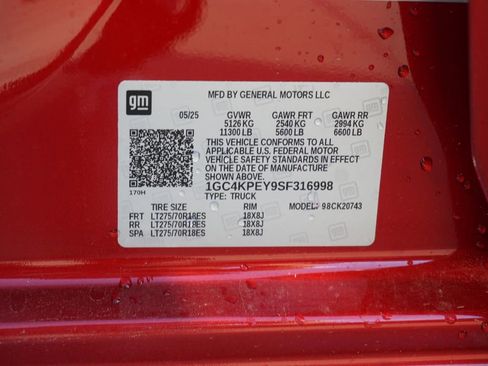 gm
MFD BY GENERAL MOTORS LLC
05/25 GVWR GAWR FRT GAWR RR
5126 KG 2540 KG 2994 KG
11300 LB 5600 LB 6600 LB
THIS VEHICLE CONFORMS TO ALL
APPLICABLE U.S. FEDERAL MOTOR
VEHICLE SAFETY STANDARDS IN EFFECT
ON THE DATE OF MANUFACTURE
SHOWN ABOVE.
1GC4KPEY9SF316998
170H TYPE: TRUCK
TIRE SIZE RIM MODEL: 98CK20743
FRT LT275/70R18ES 18X8J
RR LT275/70R18ES 18X8J
SPA LT275/70R18ES 18X8J